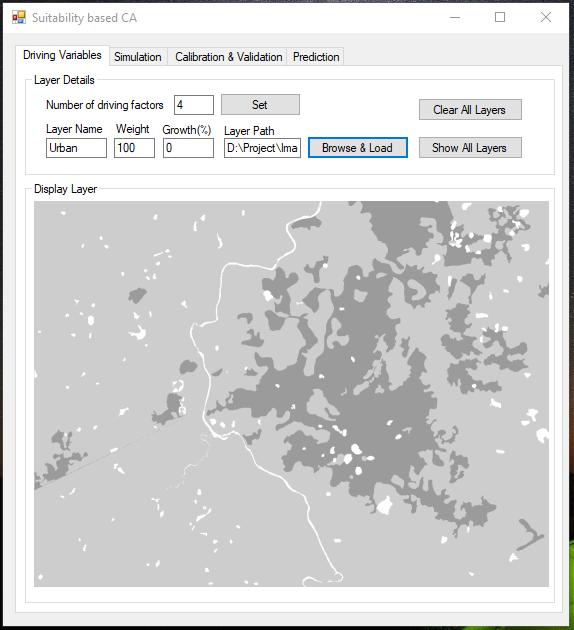 Suitability based CA
Driving Variables Simulation Calibration & Validation Prediction
Layer Details
Number of driving factors 4 Set Clear All Layers
Layer Name Weight Growth(%) Layer Path
Urban 100 0 D:\Project\Ima Browse & Load Show All Layers
Display Layer